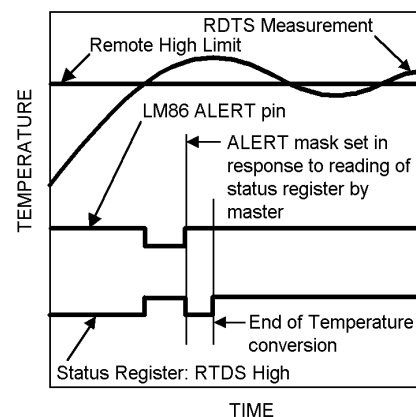 RDTS Measurement
Remote High Limit
LM86 ALERT pin
ALERT mask set in
response to reading of
status register by
master
TEMPERATURE
End of Temperature
conversion
Status Register: RTDS High
TIME